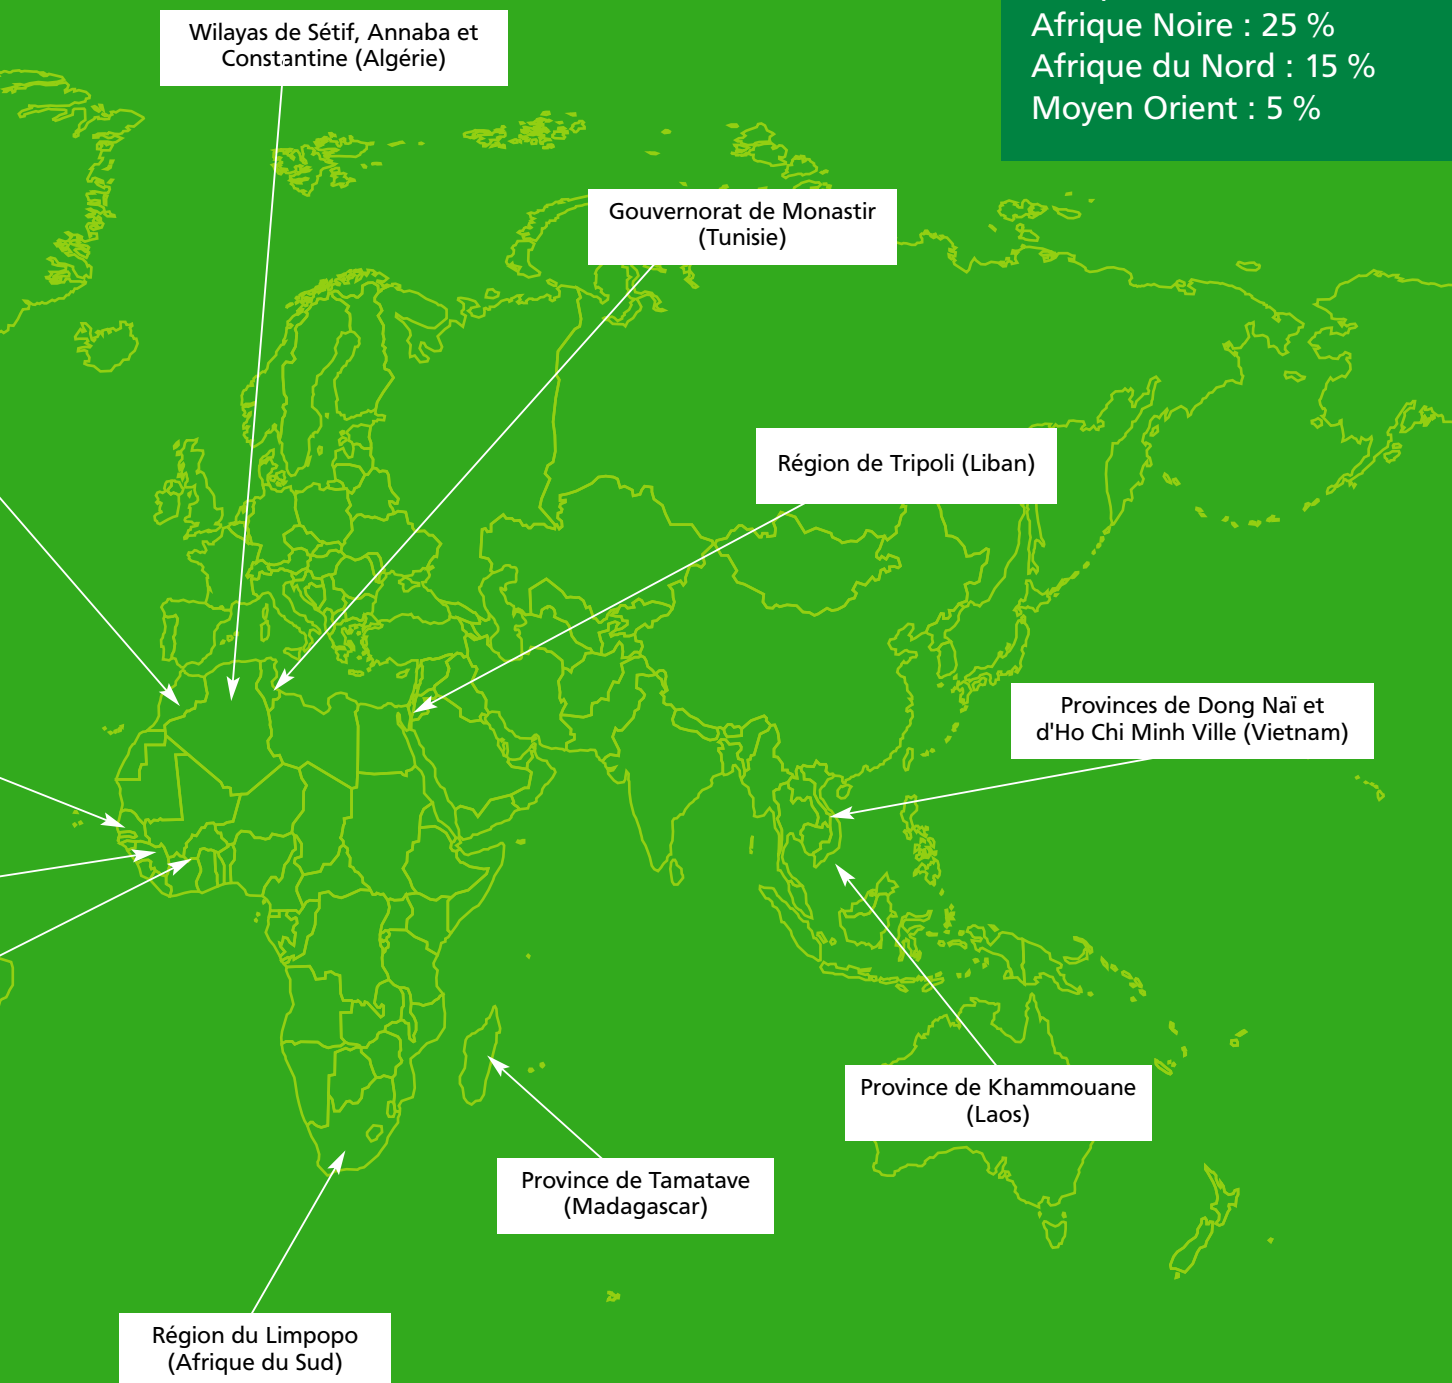 Afrique Noire : 25 %
Afrique du Nord : 15 %
Moyen Orient : 5 %
Wilayas de Sétif, Annaba et
Constantine (Algérie)
Gouvernorat de Monastir
(Tunisie)
Région de Tripoli (Liban)
Provinces de Dong Naï et
d'Ho Chi Minh Ville (Vietnam)
Province de Khammouane
(Laos)
Province de Tamatave
(Madagascar)
Région du Limpopo
(Afrique du Sud)